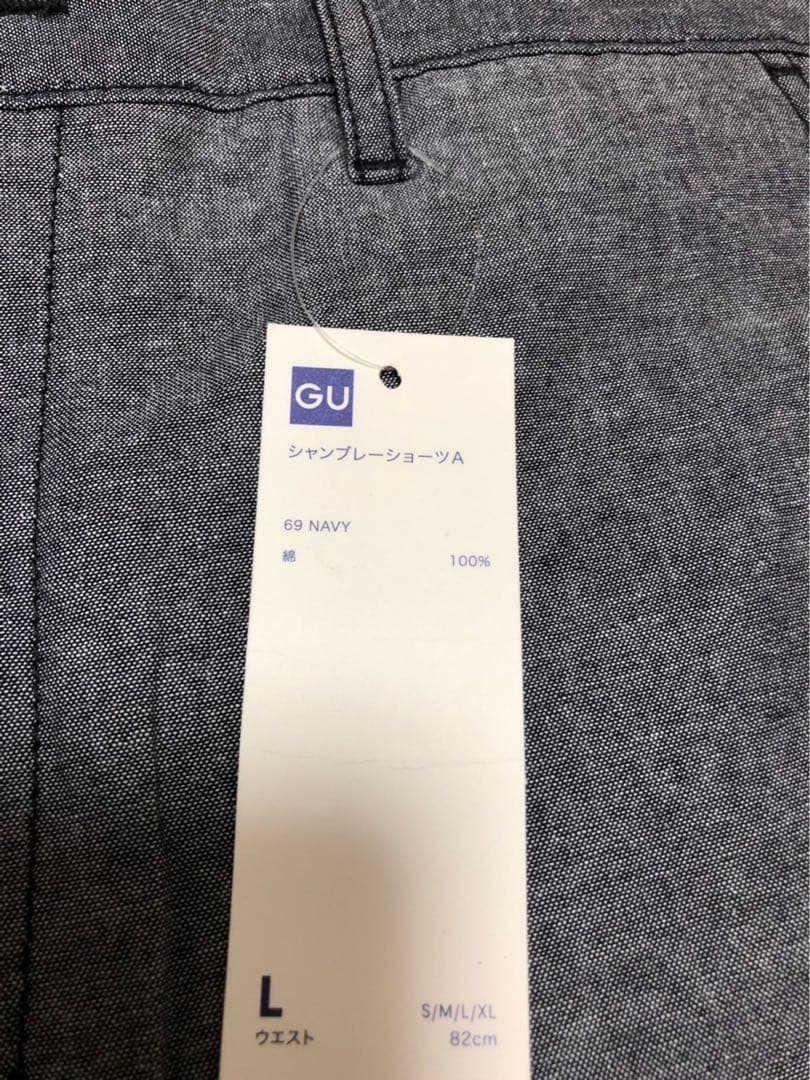 GU
シャンブレーショーツA
69 NAVY
綿 100%
L S/M/L/XL
ウエスト 82cm